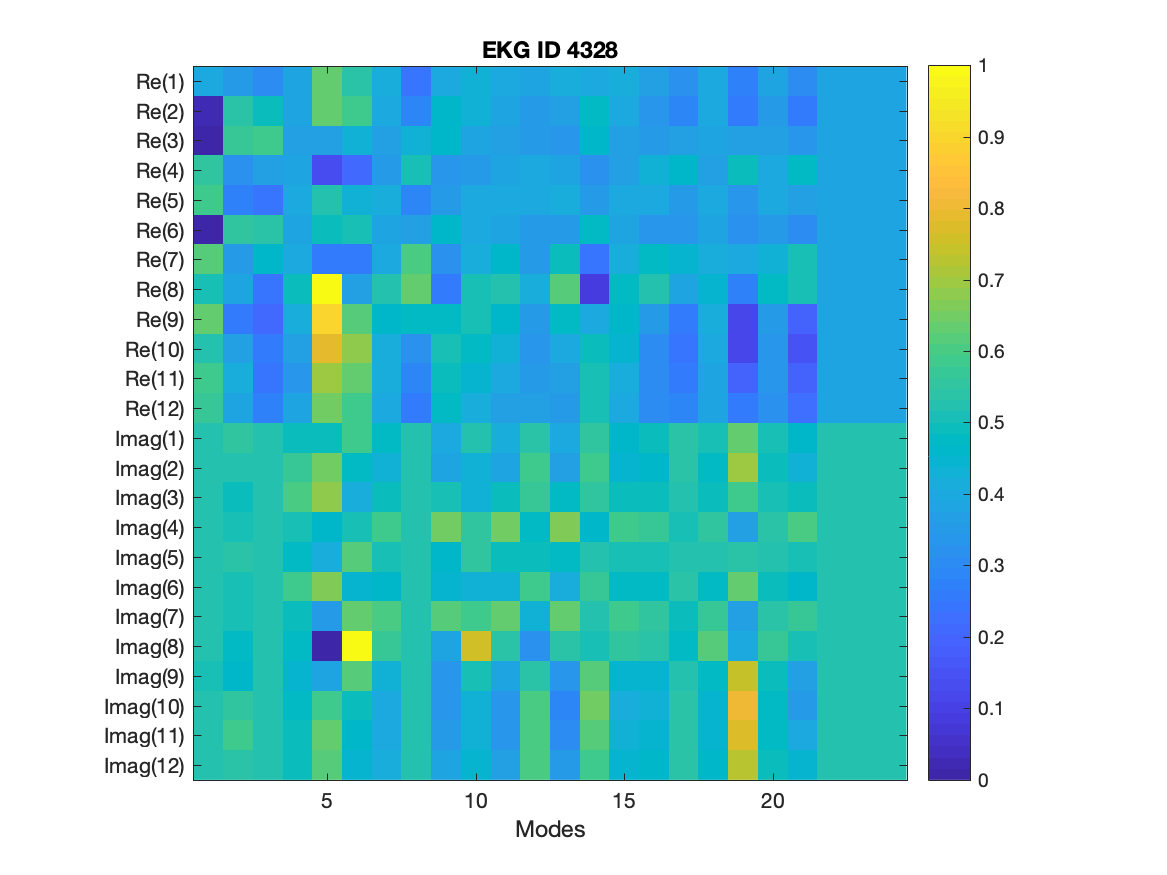 EKG ID 4328
Re(1)
Re(2)
Re(3)
Re(4)
Re(5)
Re(6)
Re(7)
Re(8)
Re(9)
Re(10)
Re(11)
Re(12)
Imag(1)
Imag(2)
Imag(3)
Imag(4)
Imag(5)
Imag(6)
Imag(7)
Imag(8)
Imag(9)
Imag(10)
Imag(11)
Imag(12)
5 10 15 20
Modes
1
0.9
0.8
0.7
0.6
0.5
0.4
0.3
0.2
0.1
0